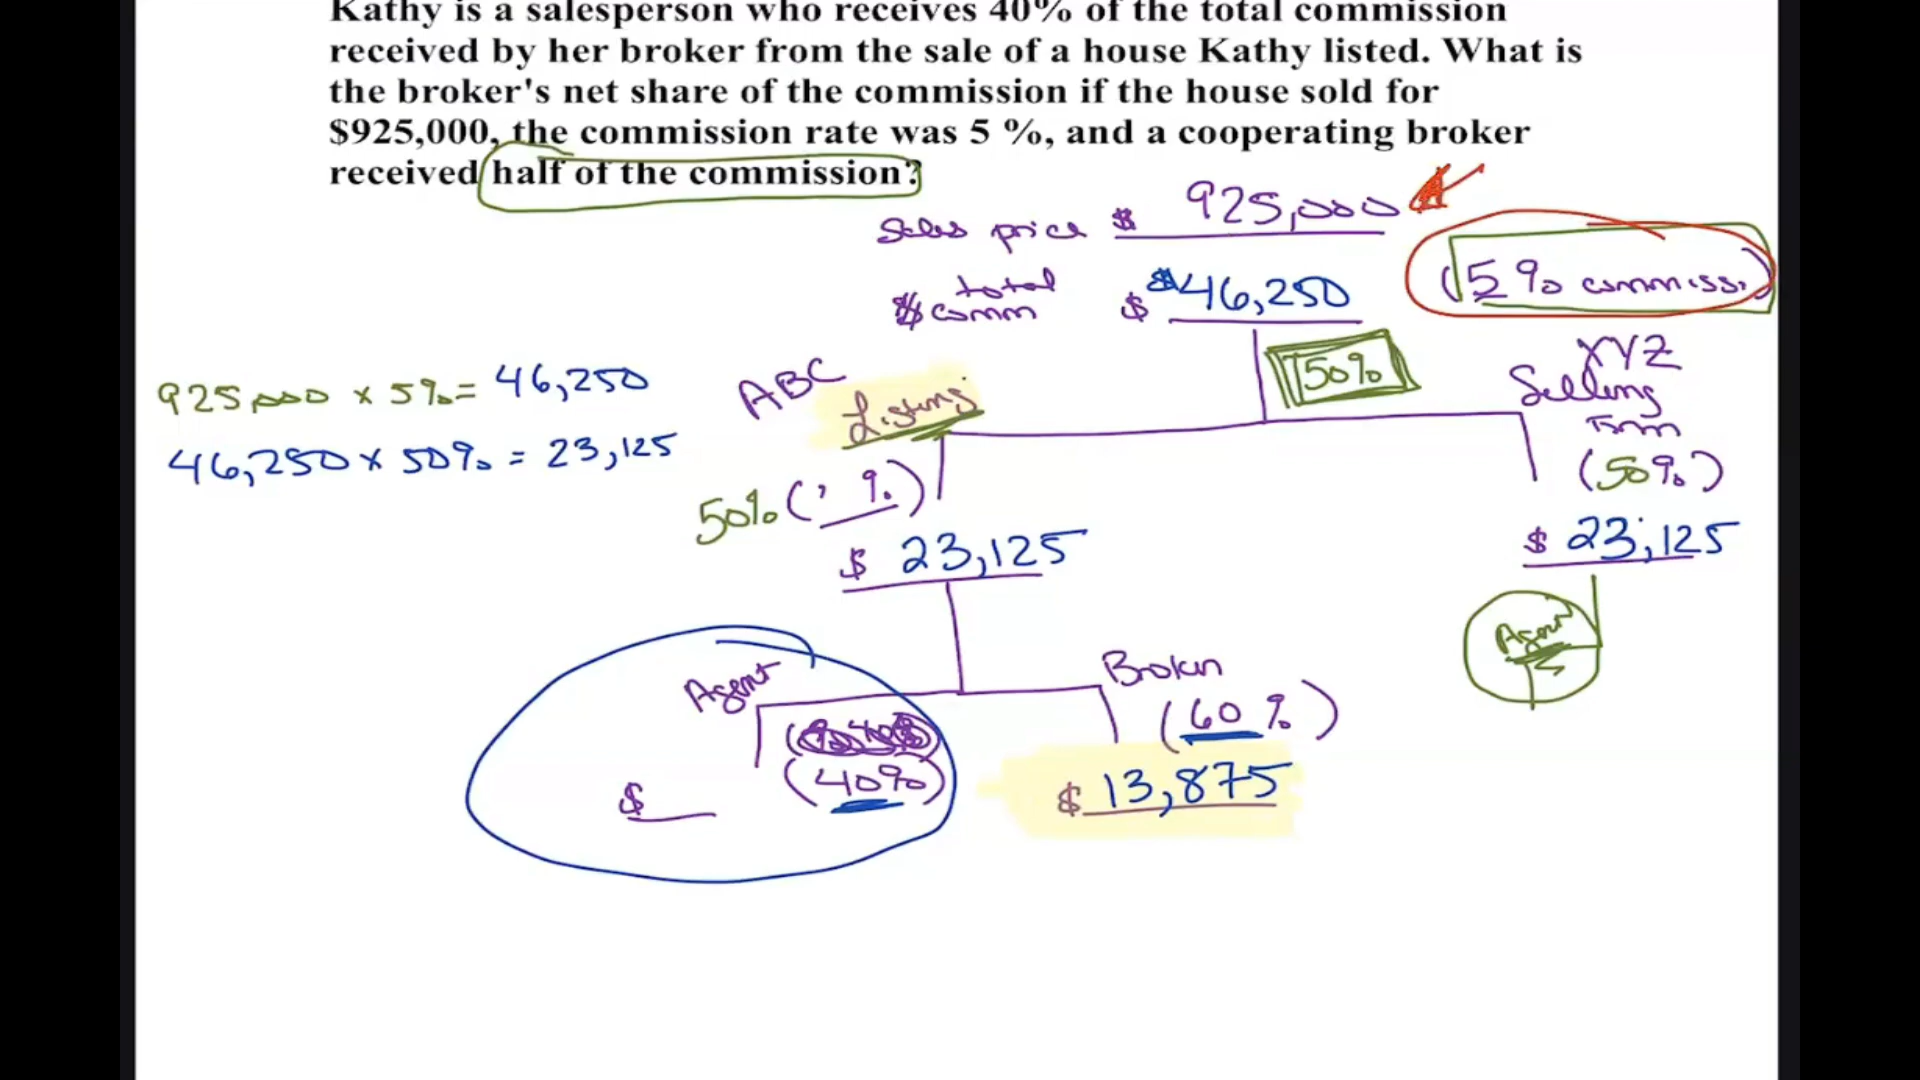 Kathy is a salesperson who receives 40% of the total commission
received by her broker from the sale of a house Kathy listed. What is
the broker's net share of the commission if the house sold for
$925,000, the commission rate was 5 %, and a cooperating broker
received half of the commission?
Sales price $ 925,000
total
$ comm $ $46,250 (5% commiss.)
50%
925,000 x 5% = 46,250
46,250 x 50% = 23,125
ABC
Listing
50% ( %)
$ 23,125
XYZ
Selling
Firm
(50%)
$ 23,125
Agent
Agent
(40%)
$
Broker
(60%)
$ 13,875